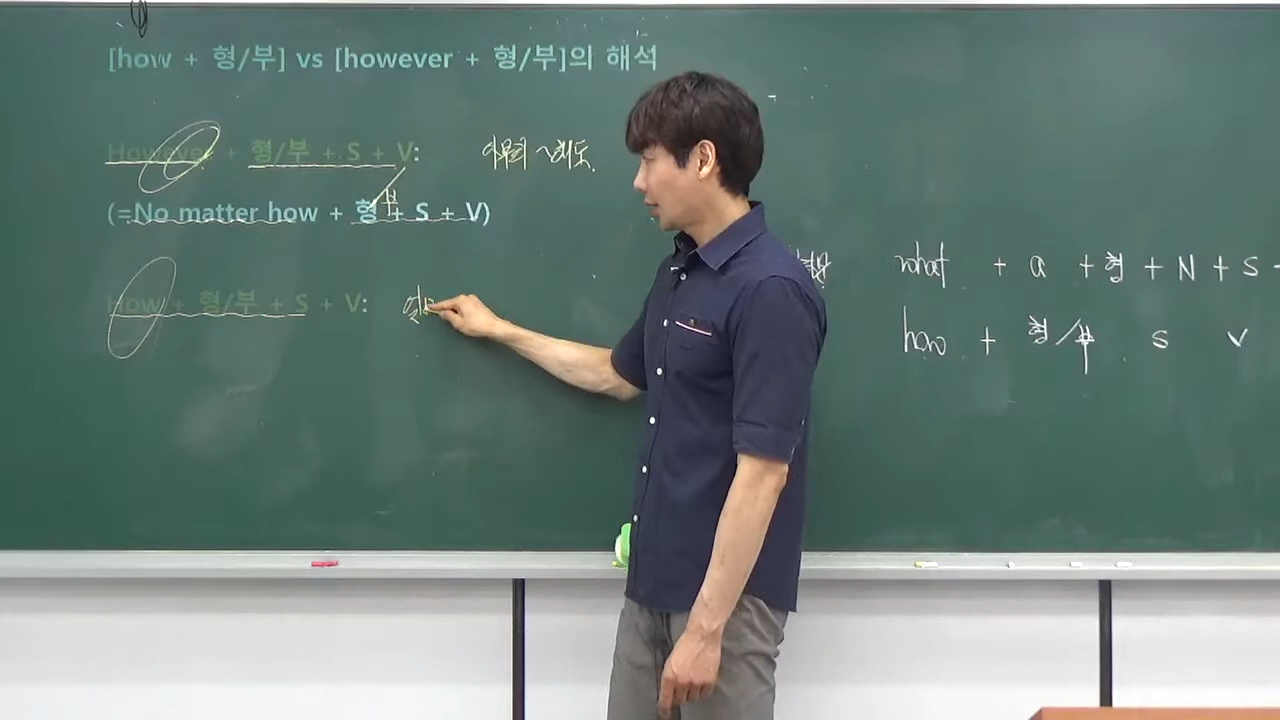 [how + 형/부] vs [however + 형/부]의 해석
However + 형/부 + S + V: 아무리 ~해도.
부
(=No matter how + 형 + S + V)
How + 형/부 + S + V:
what + a + 형 + N + S +
how + 형/부 S V